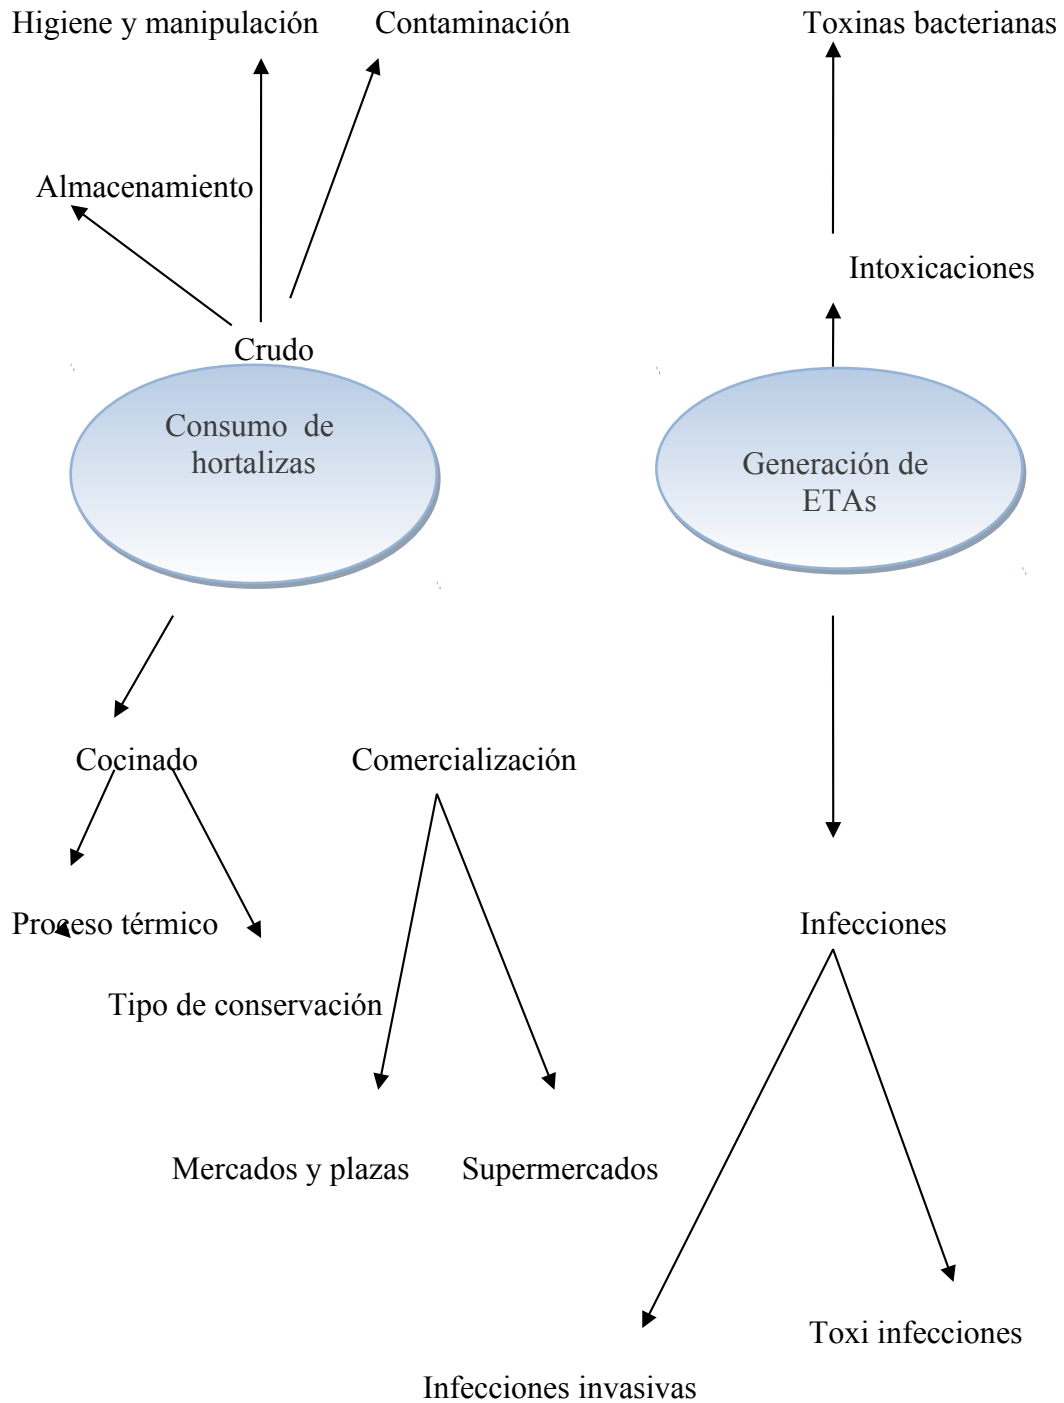 Higiene y manipulación
Contaminación
Toxinas bacterianas
Almacenamiento
Intoxicaciones
Crudo
Consumo de
hortalizas
Generación de
ETAs
Cocinado
Comercialización
Proceso térmico
Infecciones
Tipo de conservación
Mercados y plazas
Supermercados
Toxi infecciones
Infecciones invasivas